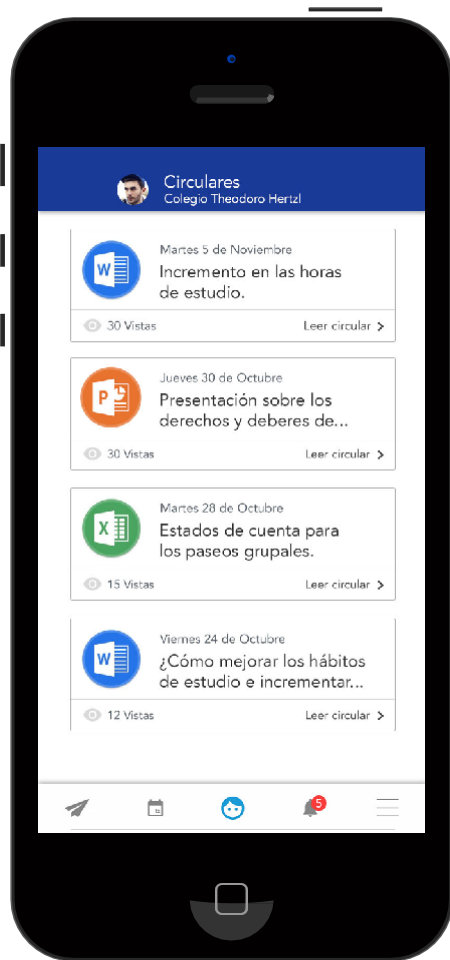 Circulares
Colegio Theodoro Hertzl
Martes 5 de Noviembre
W
Incremento en las horas
de estudio.
30 Vistas
Leer circular
Jueves 30 de Octubre
P
Presentación sobre los
derechos y deberes de...
30 Vistas
Leer circular
Martes 28 de Octubre
X
Estados de cuenta para
los paseos grupales.
15 Vistas
Leer circular
Viernes 24 de Octubre
W
¿Cómo mejorar los hábitos
de estudio e incrementar...
12 Vistas
Leer circular
5